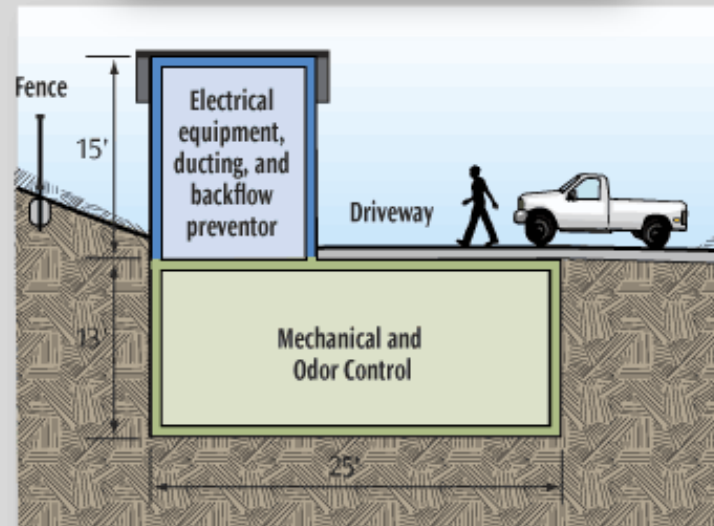 Fence
15'
Electrical
equipment,
ducting, and
backflow
preventor
Driveway
13'
Mechanical and
Odor Control
25'